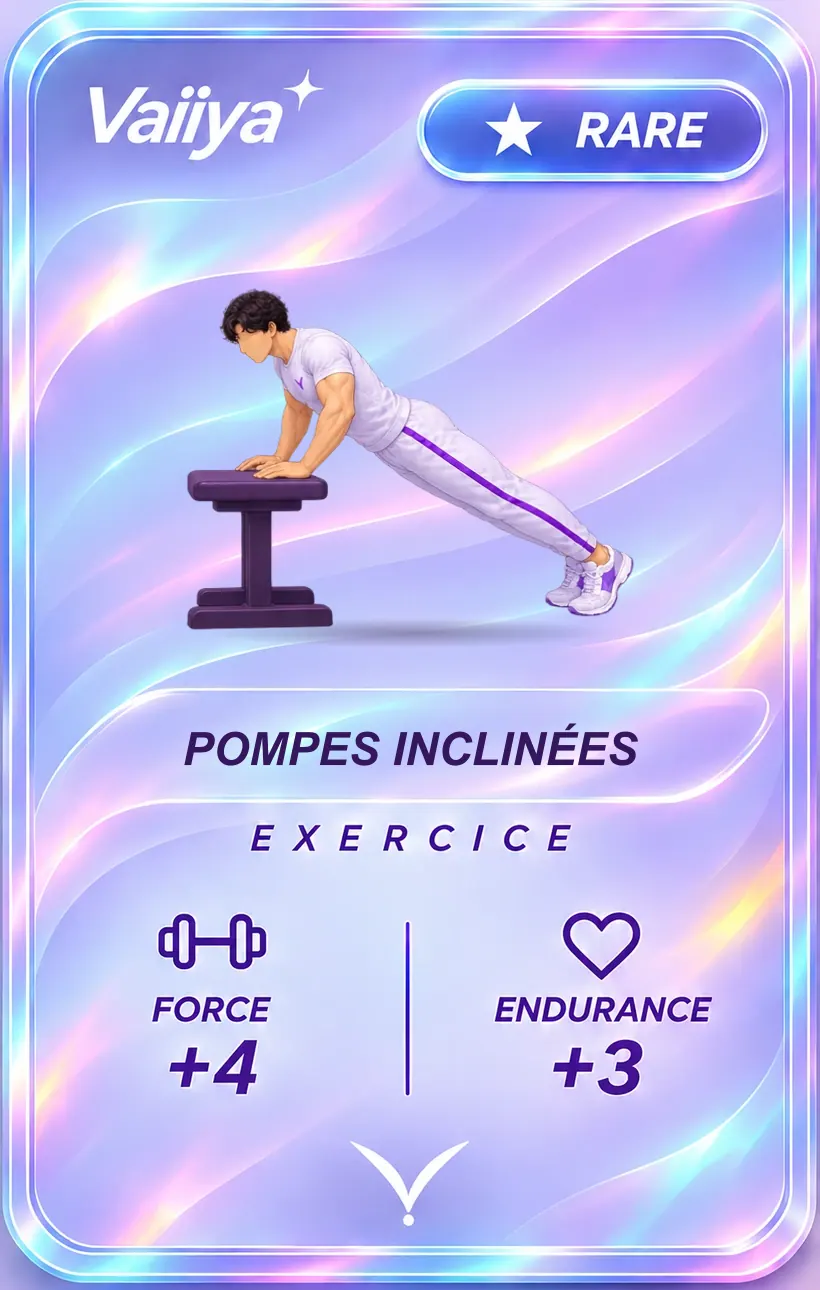 Vaiiya
RARE
POMPES INCLINÉES
EXERCICE
FORCE
ENDURANCE
+4
+3